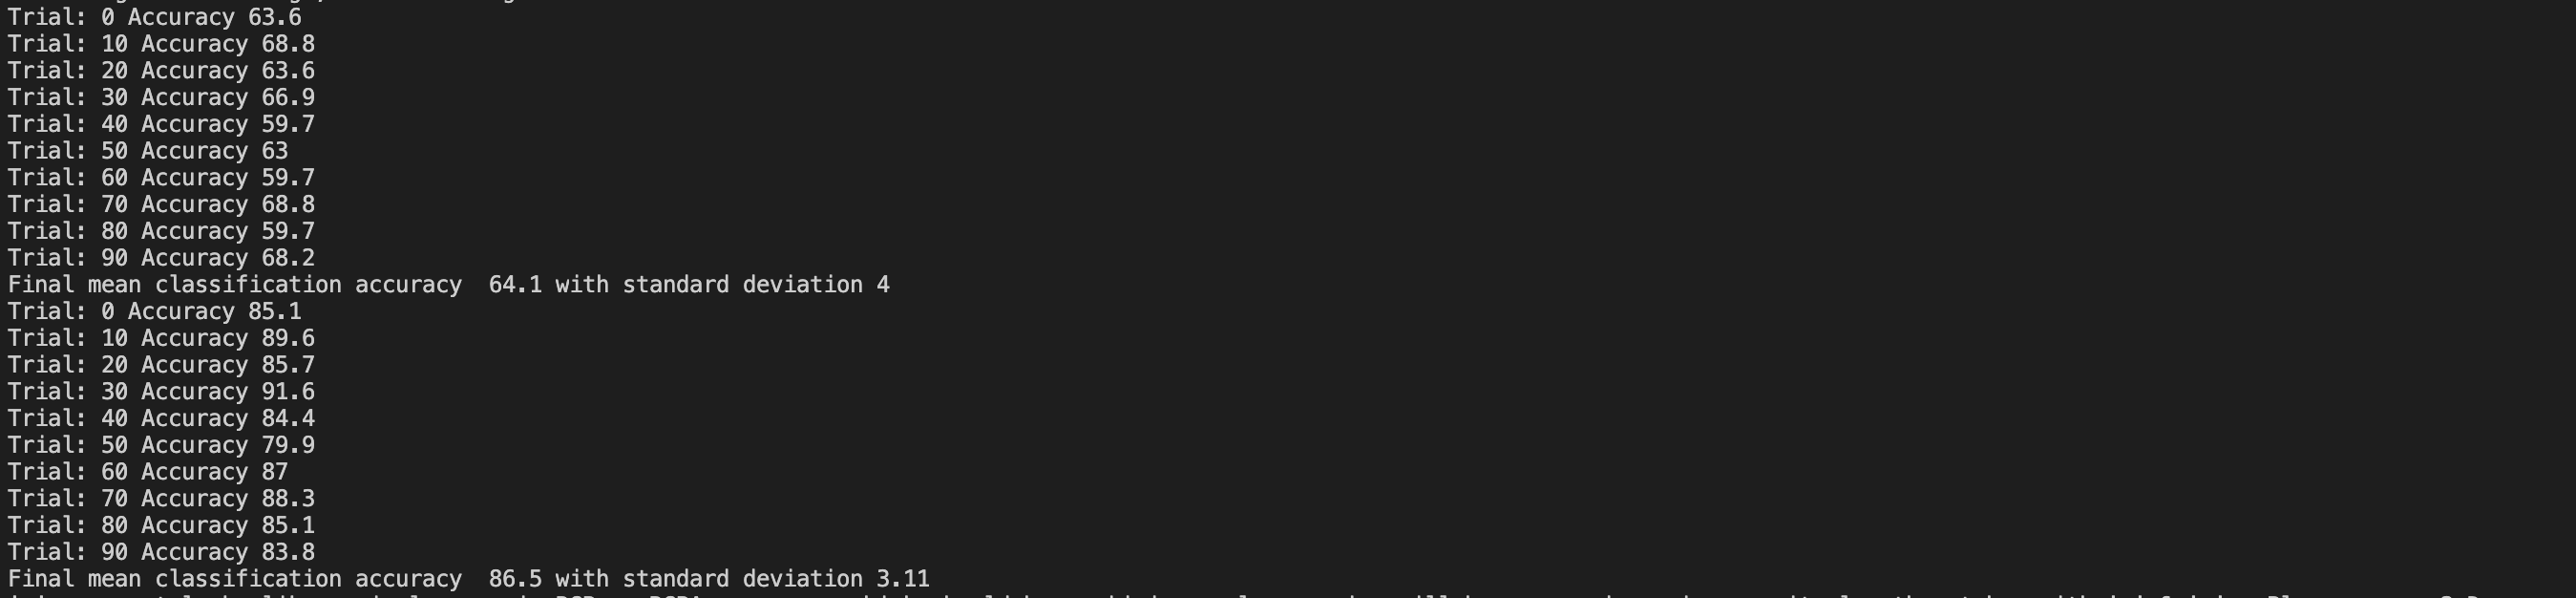 Trial: 0 Accuracy 63.6
Trial: 10 Accuracy 68.8
Trial: 20 Accuracy 63.6
Trial: 30 Accuracy 66.9
Trial: 40 Accuracy 59.7
Trial: 50 Accuracy 63
Trial: 60 Accuracy 59.7
Trial: 70 Accuracy 68.8
Trial: 80 Accuracy 59.7
Trial: 90 Accuracy 68.2
Final mean classification accuracy  64.1 with standard deviation 4
Trial: 0 Accuracy 85.1
Trial: 10 Accuracy 89.6
Trial: 20 Accuracy 85.7
Trial: 30 Accuracy 91.6
Trial: 40 Accuracy 84.4
Trial: 50 Accuracy 79.9
Trial: 60 Accuracy 87
Trial: 70 Accuracy 88.3
Trial: 80 Accuracy 85.1
Trial: 90 Accuracy 83.8
Final mean classification accuracy  86.5 with standard deviation 3.11